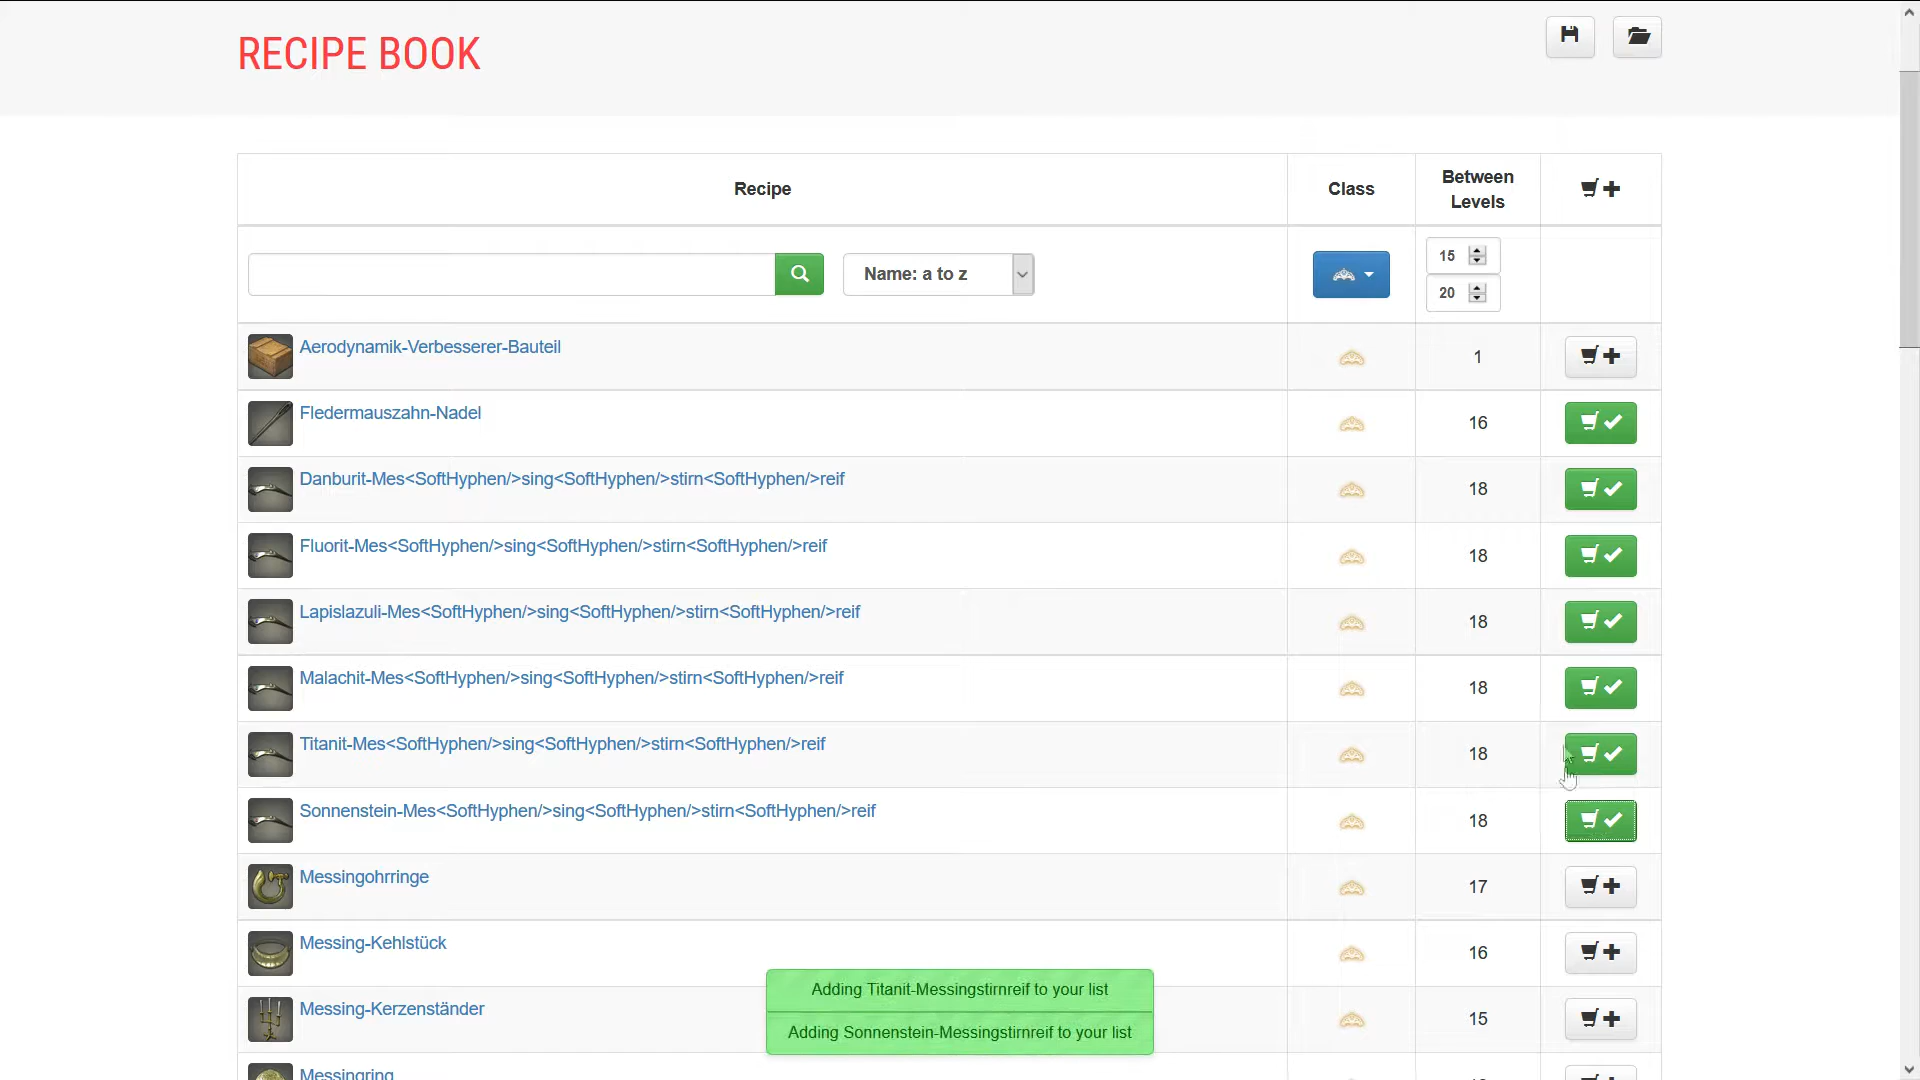 RECIPE BOOK
Recipe
Class
Between
Levels
Name: a to z
15
20
Aerodynamik-Verbesserer-Bauteil
1
Fledermauszahn-Nadel
16
Danburit-Mes<SoftHyphen/>sing<SoftHyphen/>stirn<SoftHyphen/>reif
18
Fluorit-Mes<SoftHyphen/>sing<SoftHyphen/>stirn<SoftHyphen/>reif
18
Lapislazuli-Mes<SoftHyphen/>sing<SoftHyphen/>stirn<SoftHyphen/>reif
18
Malachit-Mes<SoftHyphen/>sing<SoftHyphen/>stirn<SoftHyphen/>reif
18
Titanit-Mes<SoftHyphen/>sing<SoftHyphen/>stirn<SoftHyphen/>reif
18
Sonnenstein-Mes<SoftHyphen/>sing<SoftHyphen/>stirn<SoftHyphen/>reif
18
Messingohrringe
17
Messing-Kehlstück
16
Messing-Kerzenständer
15
Adding Titanit-Messingstirnreif to your list
Adding Sonnenstein-Messingstirnreif to your list
Messingring